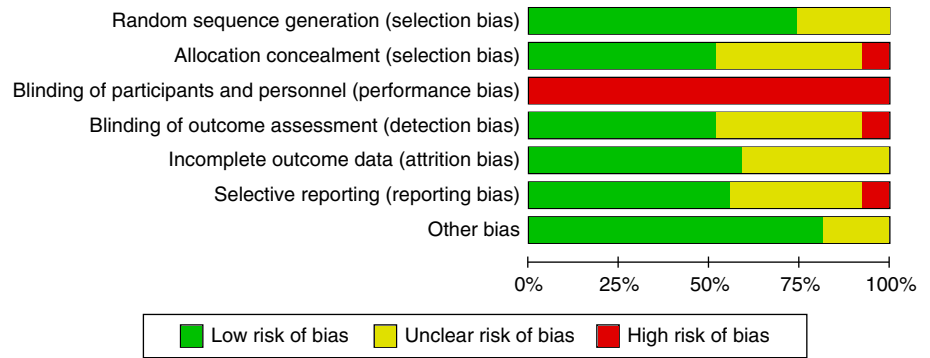 Random sequence generation (selection bias)
Allocation concealment (selection bias)
Blinding of participants and personnel (performance bias)
Blinding of outcome assessment (detection bias)
Incomplete outcome data (attrition bias)
Selective reporting (reporting bias)
Other bias
0% 25% 50% 75% 100%
Low risk of bias Unclear risk of bias High risk of bias